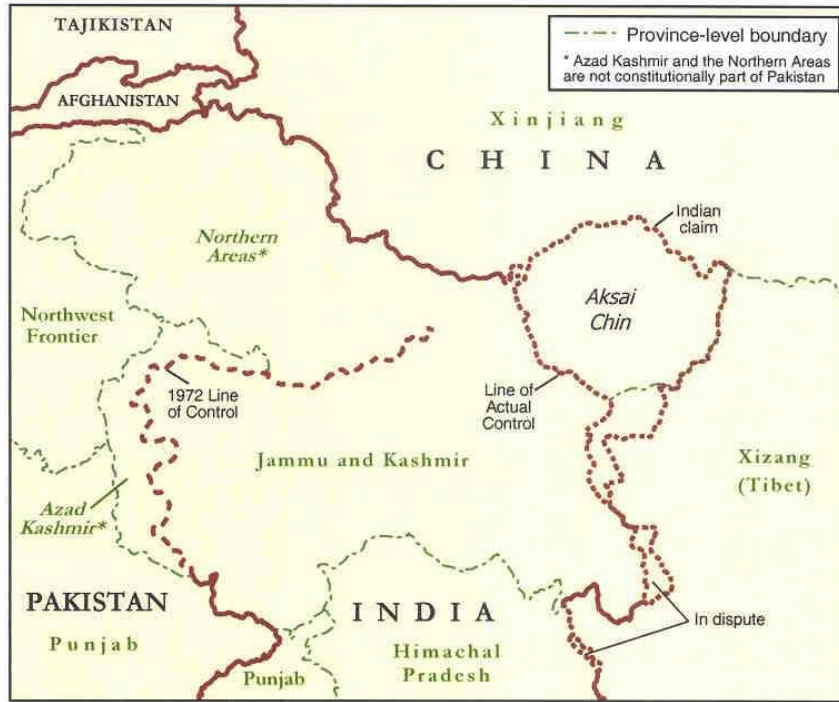 TAJIKISTAN
Province-level boundary
* Azad Kashmir and the Northern Areas
are not constitutionally part of Pakistan
AFGHANISTAN
Xinjiang
CHINA
Indian
claim
Northern
Areas*
Aksai
Chin
Northwest
Frontier
1972 Line
of Control
Line of
Actual
Control
Jammu and Kashmir
Xizang
(Tibet)
Azad
Kashmir*
PAKISTAN
INDIA
In dispute
Punjab
Himachal
Pradesh
Punjab